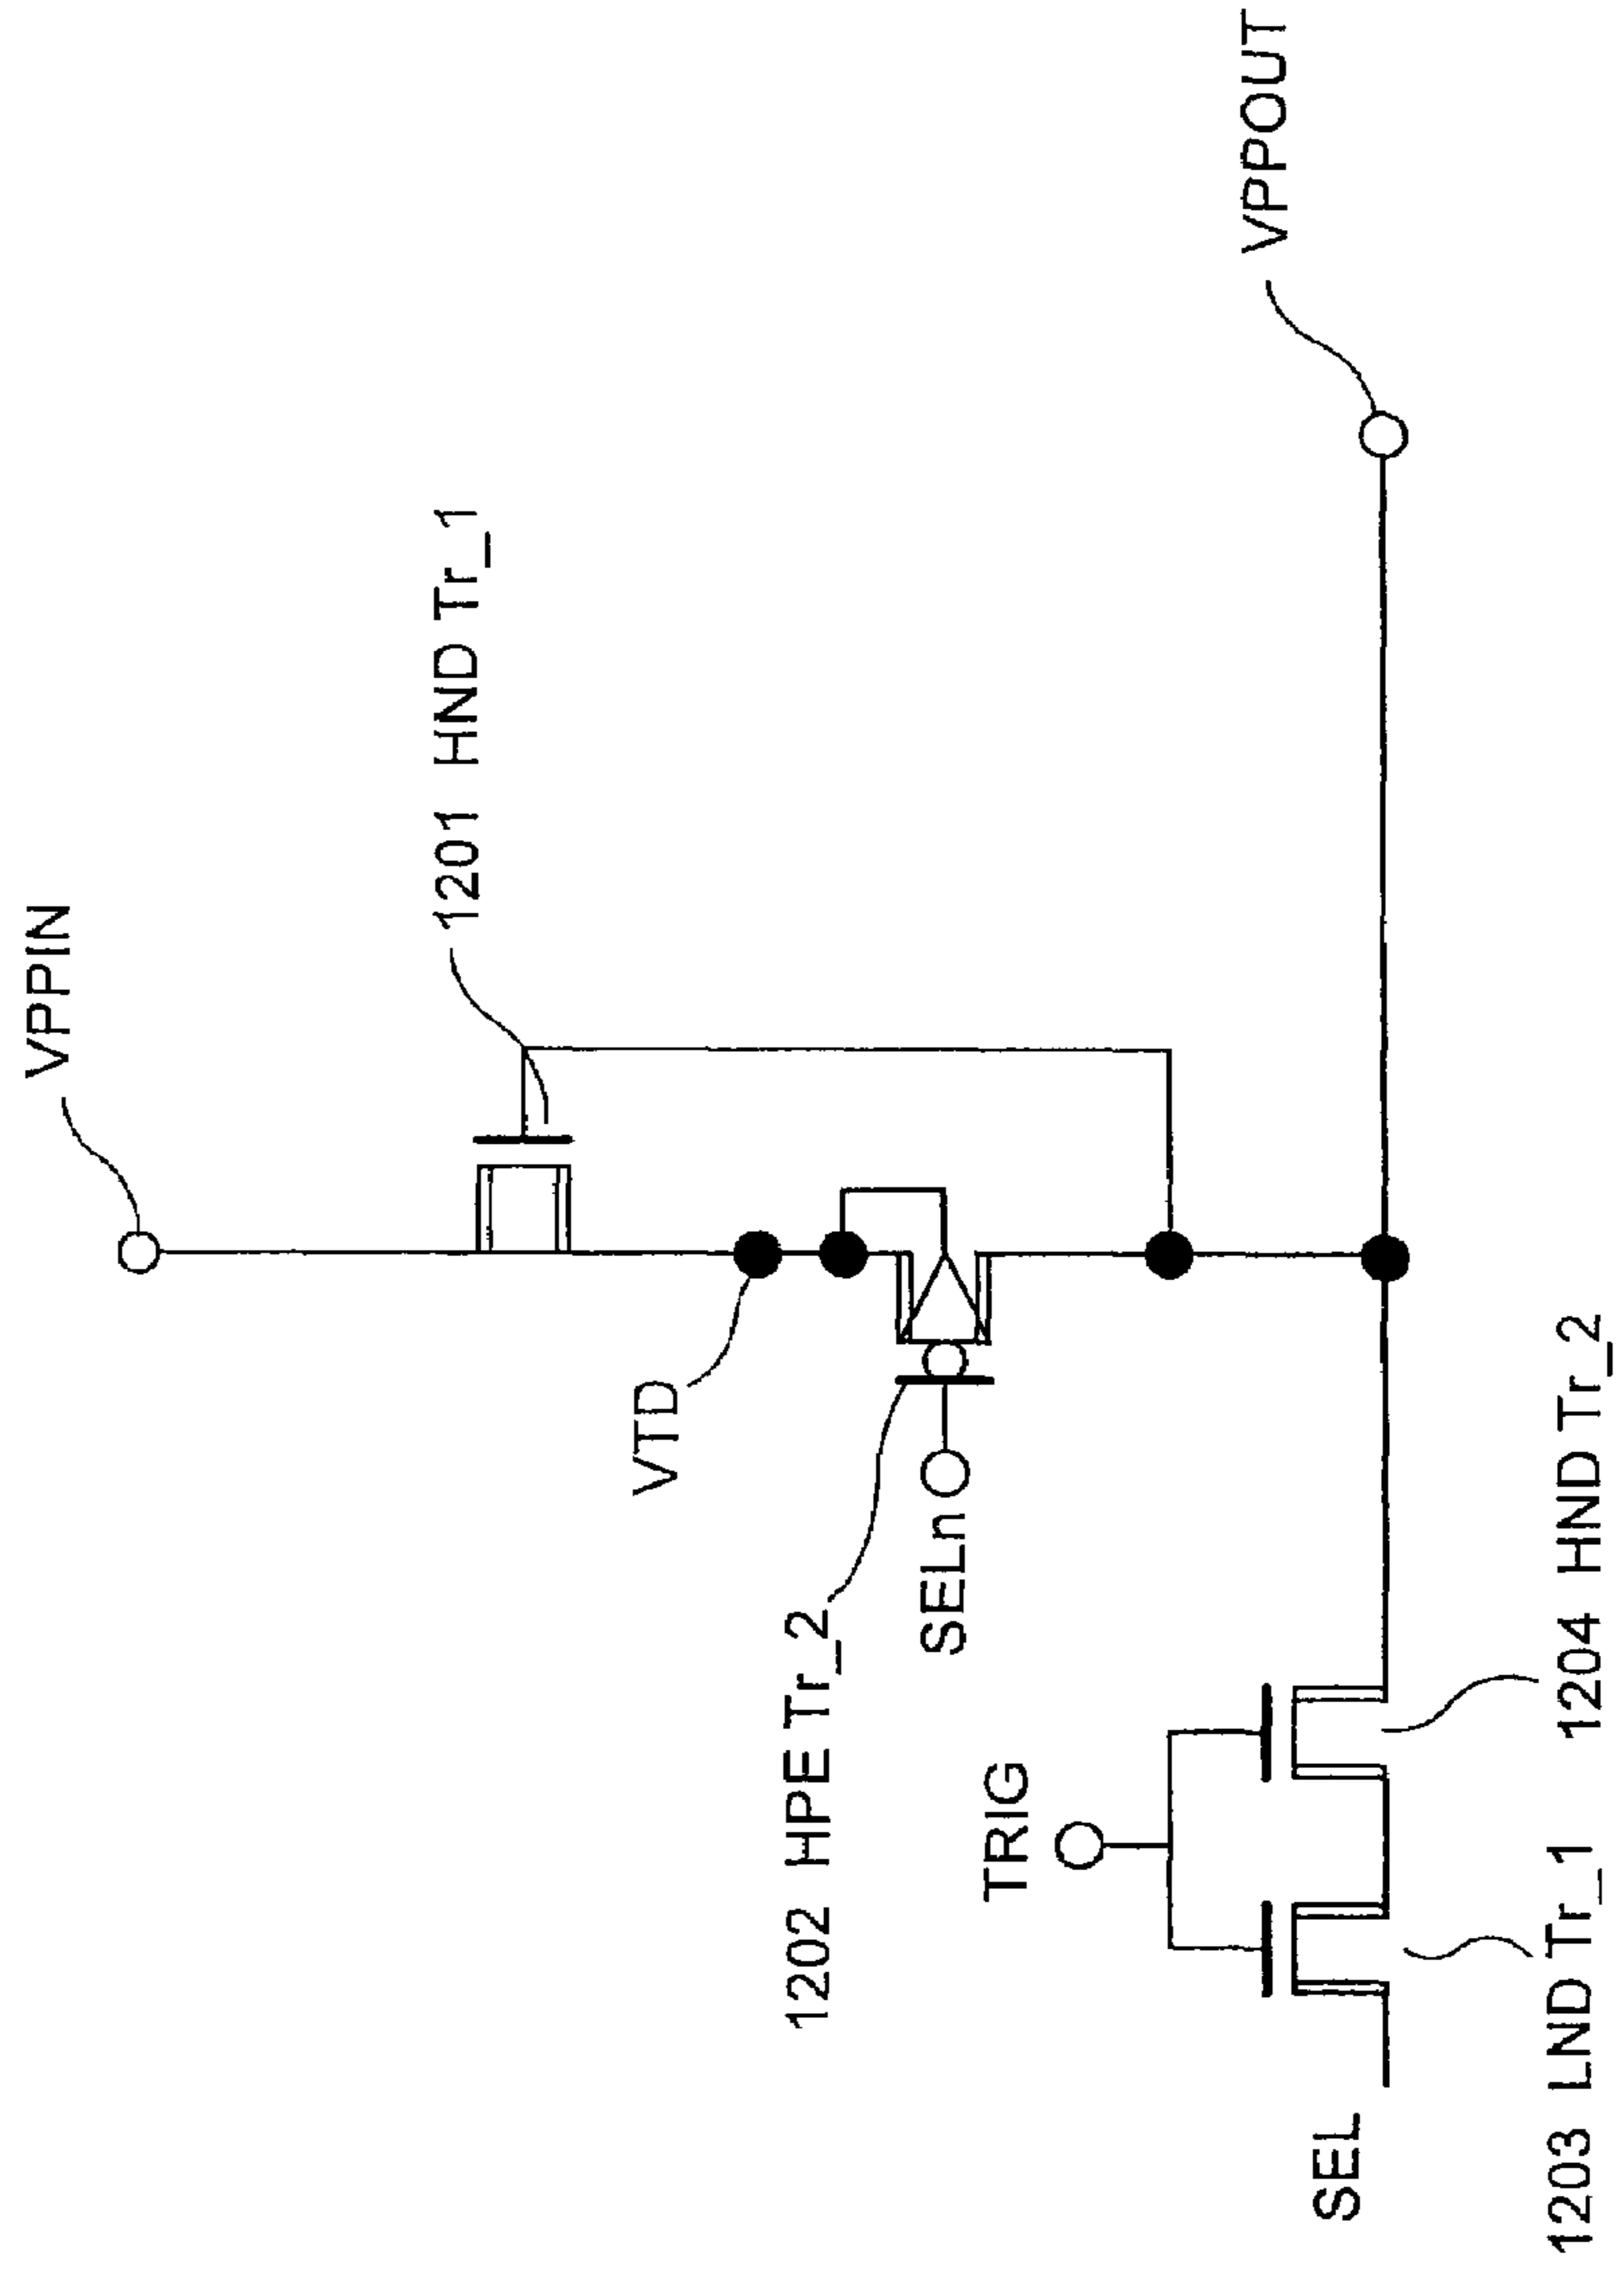 VPPIN
1201 HND Tr_1
VTD
1202 HPE Tr_2
SELn
TRIG
VPPOUT
SEL
1203 LND Tr_1
1204 HND Tr_2